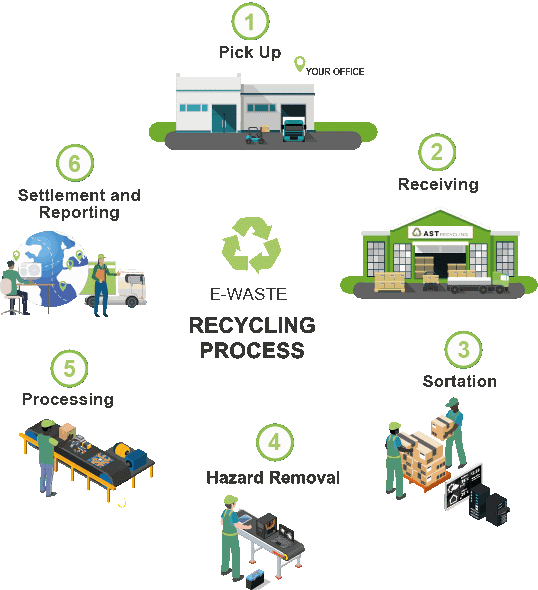 1
Pick Up
YOUR OFFICE
2
Receiving
AST RECYCLING
3
Sortation
4
Hazard Removal
5
Processing
6
Settlement and
Reporting
E-WASTE
RECYCLING
PROCESS